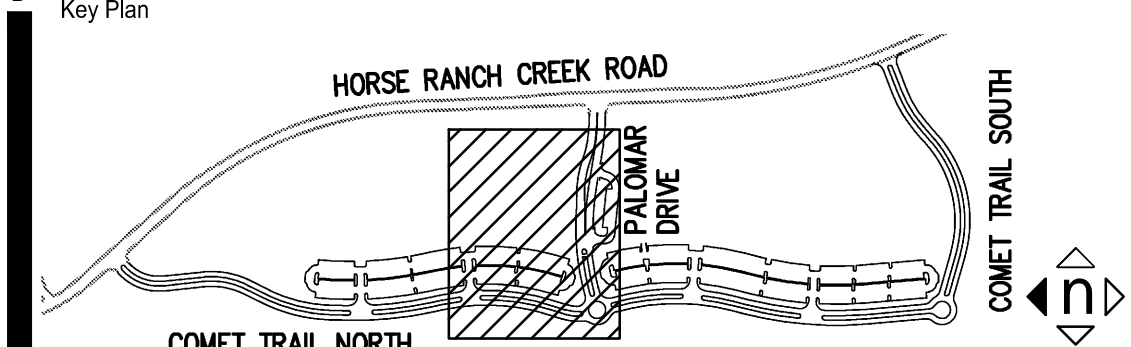 Key Plan
HORSE RANCH CREEK ROAD
PALOMAR
DRIVE
COMET TRAIL SOUTH
n
COMET TRAIL NORTH